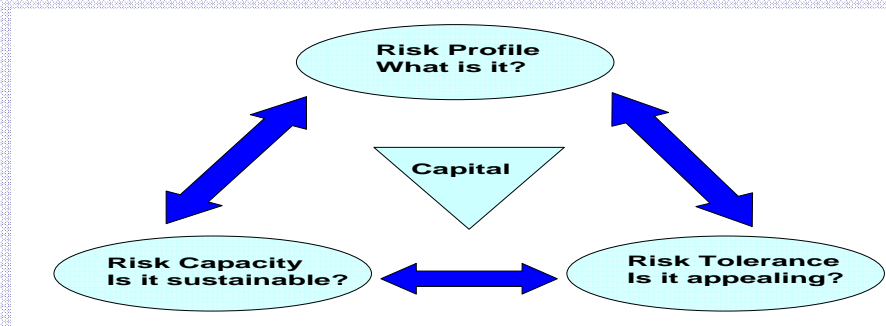 Risk Profile
What is it?
Capital
Risk Capacity
Is it sustainable?
Risk Tolerance
Is it appealing?